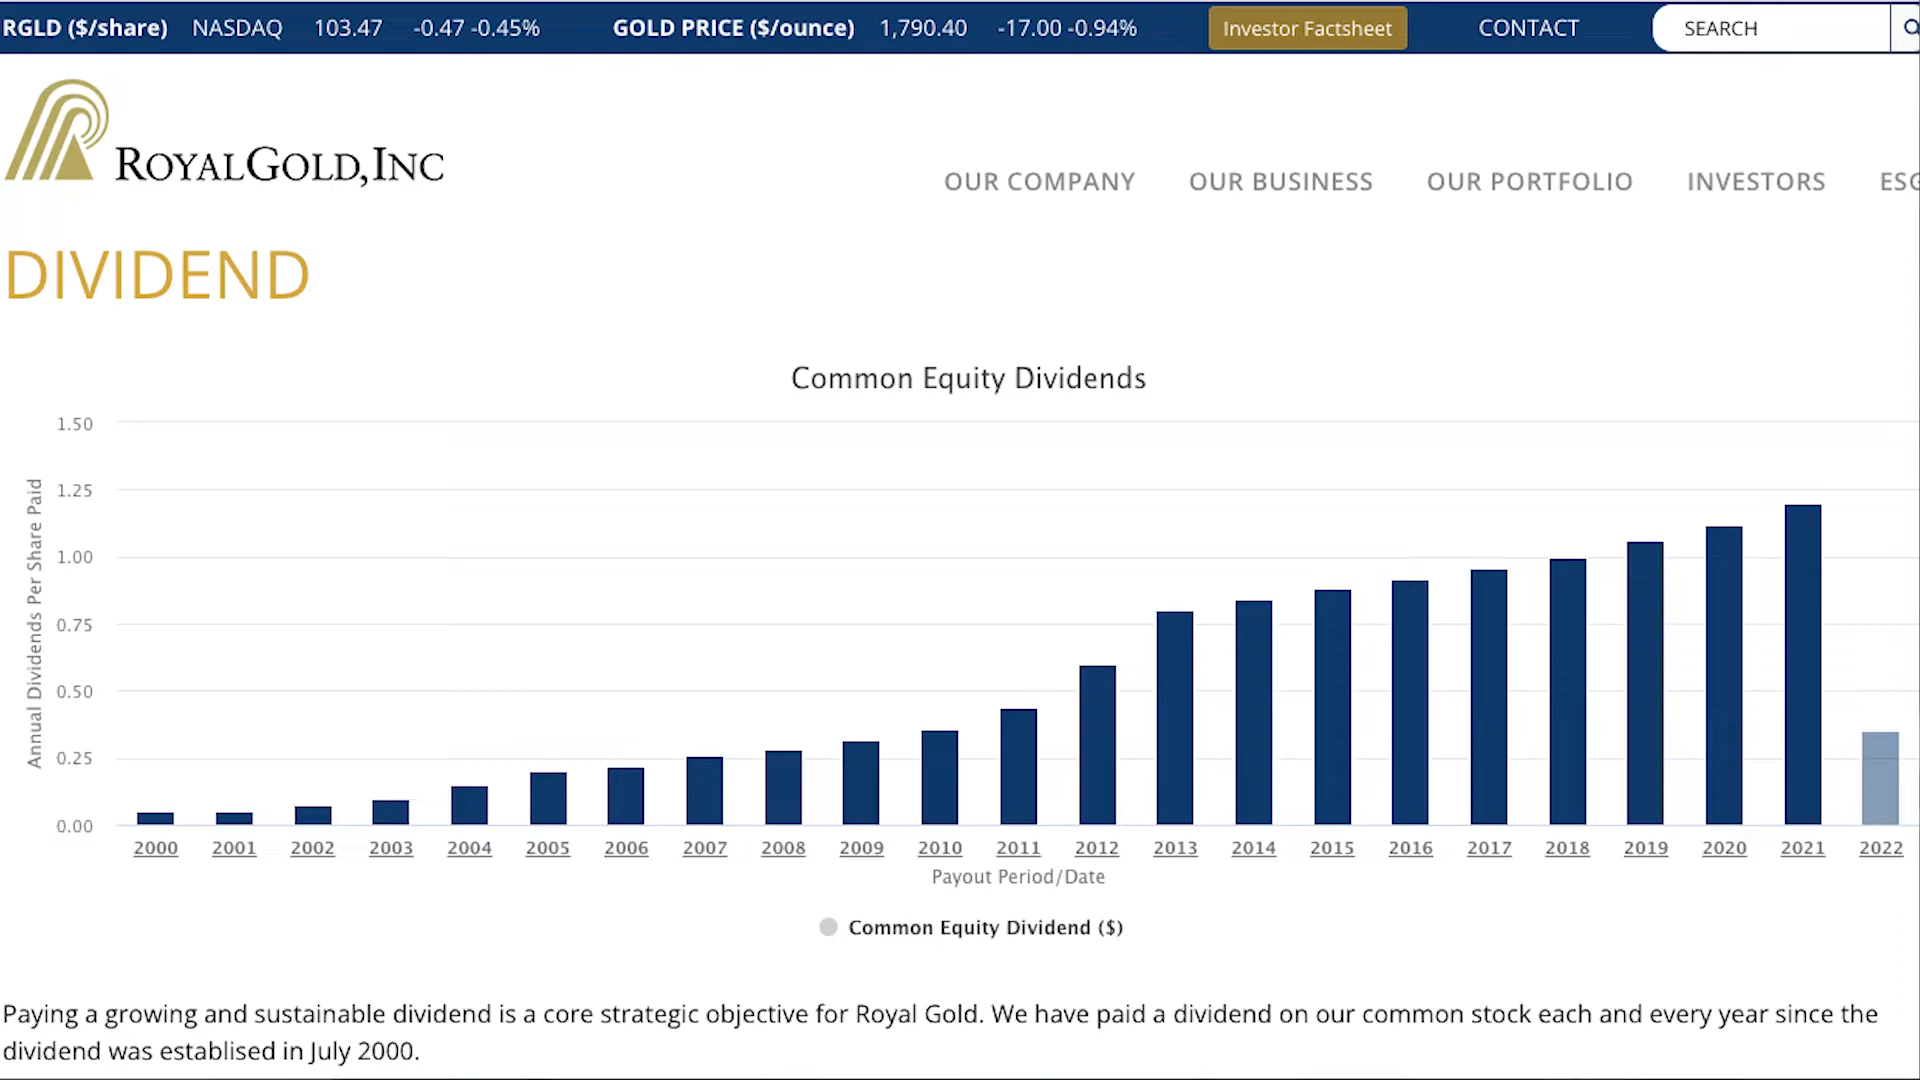 RGLD ($/share) NASDAQ 103.47 -0.47 -0.45% GOLD PRICE ($/ounce) 1,790.40 -17.00 -0.94% Investor Factsheet CONTACT SEARCH
ROYALGOLD,INC
OUR COMPANY OUR BUSINESS OUR PORTFOLIO INVESTORS ESG
DIVIDEND
Common Equity Dividends
Annual Dividends Per Share Paid
1.50
1.25
1.00
0.75
0.50
0.25
0.00
2000 2001 2002 2003 2004 2005 2006 2007 2008 2009 2010 2011 2012 2013 2014 2015 2016 2017 2018 2019 2020 2021 2022
Payout Period/Date
Common Equity Dividend ($)
Paying a growing and sustainable dividend is a core strategic objective for Royal Gold. We have paid a dividend on our common stock each and every year since the
dividend was establised in July 2000.